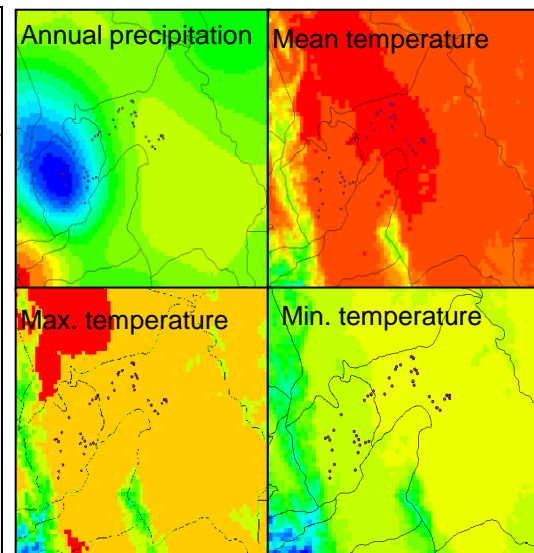 Annual precipitation
Mean temperature
Max. temperature
Min. temperature